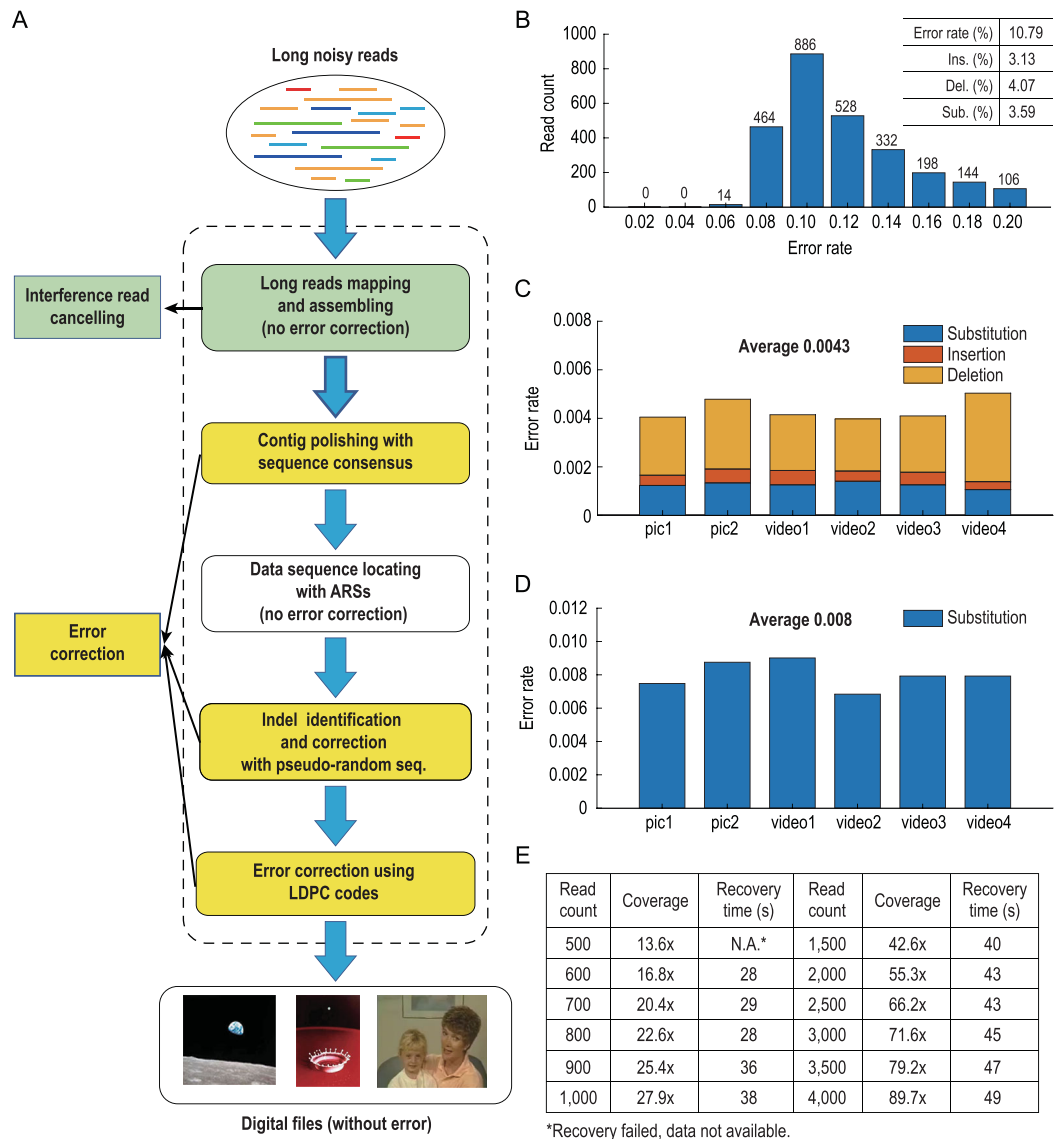 A
Long noisy reads
Long reads mapping
and assembling
(no error correction)
Interference read
cancelling
Contig polishing with
sequence consensus
Data sequence locating
with ARSs
(no error correction)
Error
correction
Indel identification
and correction
with pseudo-random seq.
Error correction using
LDPC codes
Digital files (without error)
B
Read count
1000
800
600
400
200
0
0
0
14
464
886
528
332
198
144
106
0.02 0.04 0.06 0.08 0.10 0.12 0.14 0.16 0.18 0.20
Error rate
Error rate (%) 10.79
Ins. (%) 3.13
Del. (%) 4.07
Sub. (%) 3.59
C
Error rate
0.008
0.006
0.004
0.002
0
Average 0.0043
Substitution
Insertion
Deletion
pic1 pic2 video1 video2 video3 video4
D
Error rate
0.012
0.010
0.008
0.006
0.004
0.002
0
Average 0.008
Substitution
pic1 pic2 video1 video2 video3 video4
E
Read count Coverage Recovery time (s) Read count Coverage Recovery time (s)
500 13.6x N.A.* 1,500 42.6x 40
600 16.8x 28 2,000 55.3x 43
700 20.4x 29 2,500 66.2x 43
800 22.6x 28 3,000 71.6x 45
900 25.4x 36 3,500 79.2x 47
1,000 27.9x 38 4,000 89.7x 49
*Recovery failed, data not available.